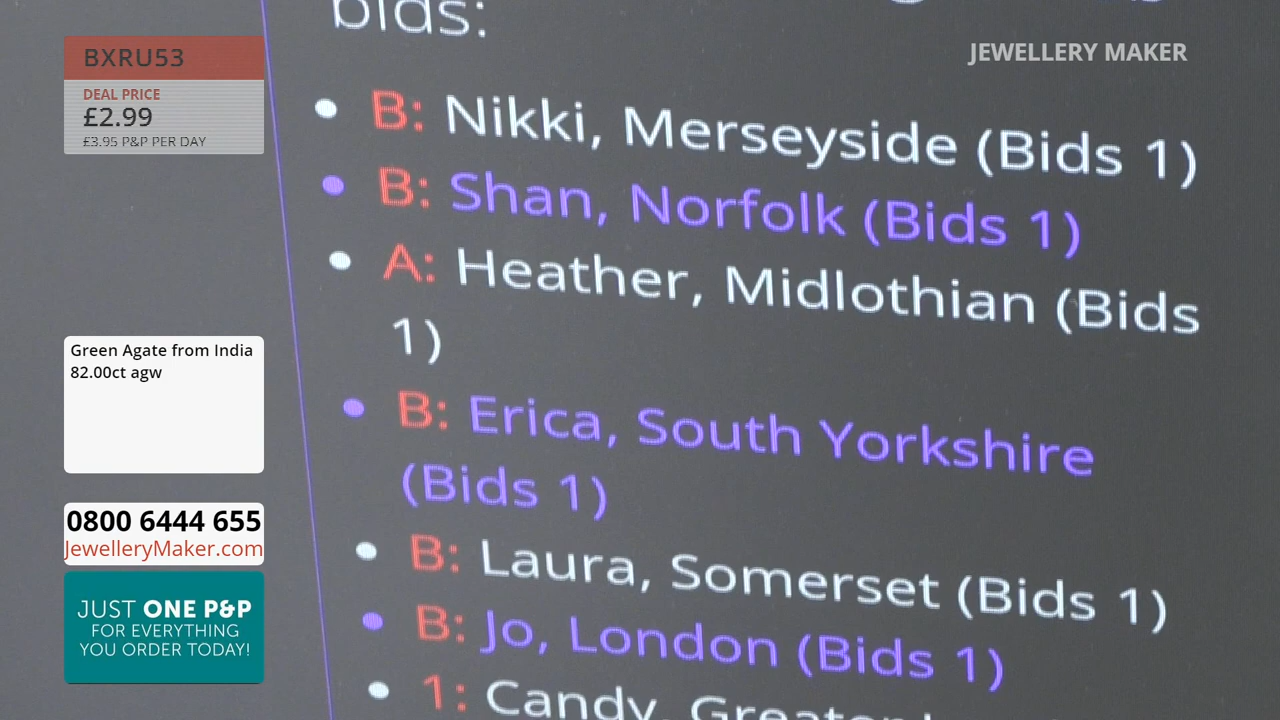 BXRU53
DEAL PRICE
£2.99
£3.95 P&P PER DAY
Green Agate from India
82.00ct agw
0800 6444 655
JewelleryMaker.com
JUST ONE P&P
FOR EVERYTHING
YOU ORDER TODAY!
JEWELLERY MAKER
bids:
• B: Nikki, Merseyside (Bids 1)
• B: Shan, Norfolk (Bids 1)
• A: Heather, Midlothian (Bids
1)
• B: Erica, South Yorkshire
(Bids 1)
• B: Laura, Somerset (Bids 1)
• B: Jo, London (Bids 1)
• 1: Candy, Greater